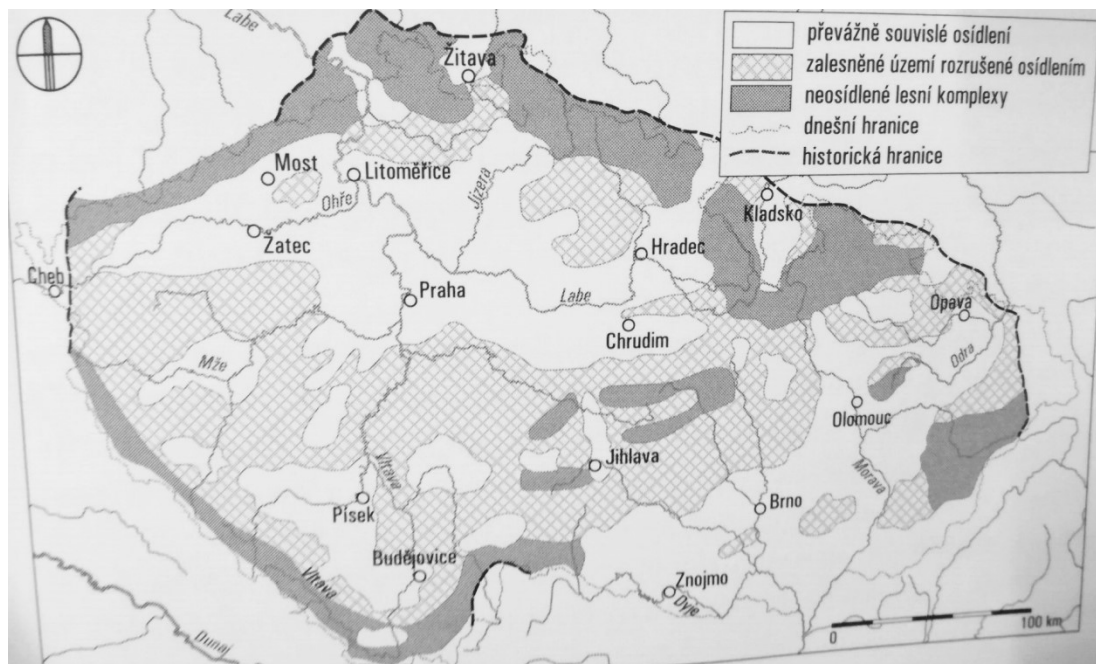 převážně souvislé osídlení
zalesněné území rozrušené osídlením
neosídlené lesní komplexy
dnešní hranice
historická hranice
Labe
Žitava
Most
Litoměřice
Ohře
Jizera
Kladsko
Žatec
Hradec
Cheb
Praha
Labe
Opava
Chrudim
Mže
Odra
Olomouc
Jihlava
Vltava
Morava
Písek
Brno
Budějovice
Vltava
Znojmo
Dyje
Dunaj
0
100 km